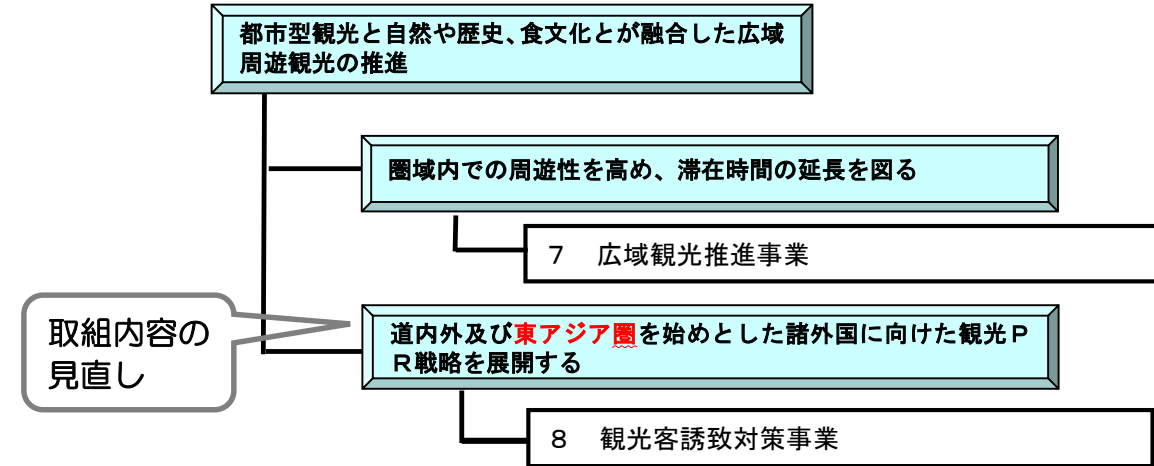 都市型観光と自然や歴史、食文化とが融合した広域
周遊観光の推進
圏域内での周遊性を高め、滞在時間の延長を図る
７　広域観光推進事業
取組内容の
見直し
道内外及び東アジア圏を始めとした諸外国に向けた観光Ｐ
Ｒ戦略を展開する
８　観光客誘致対策事業